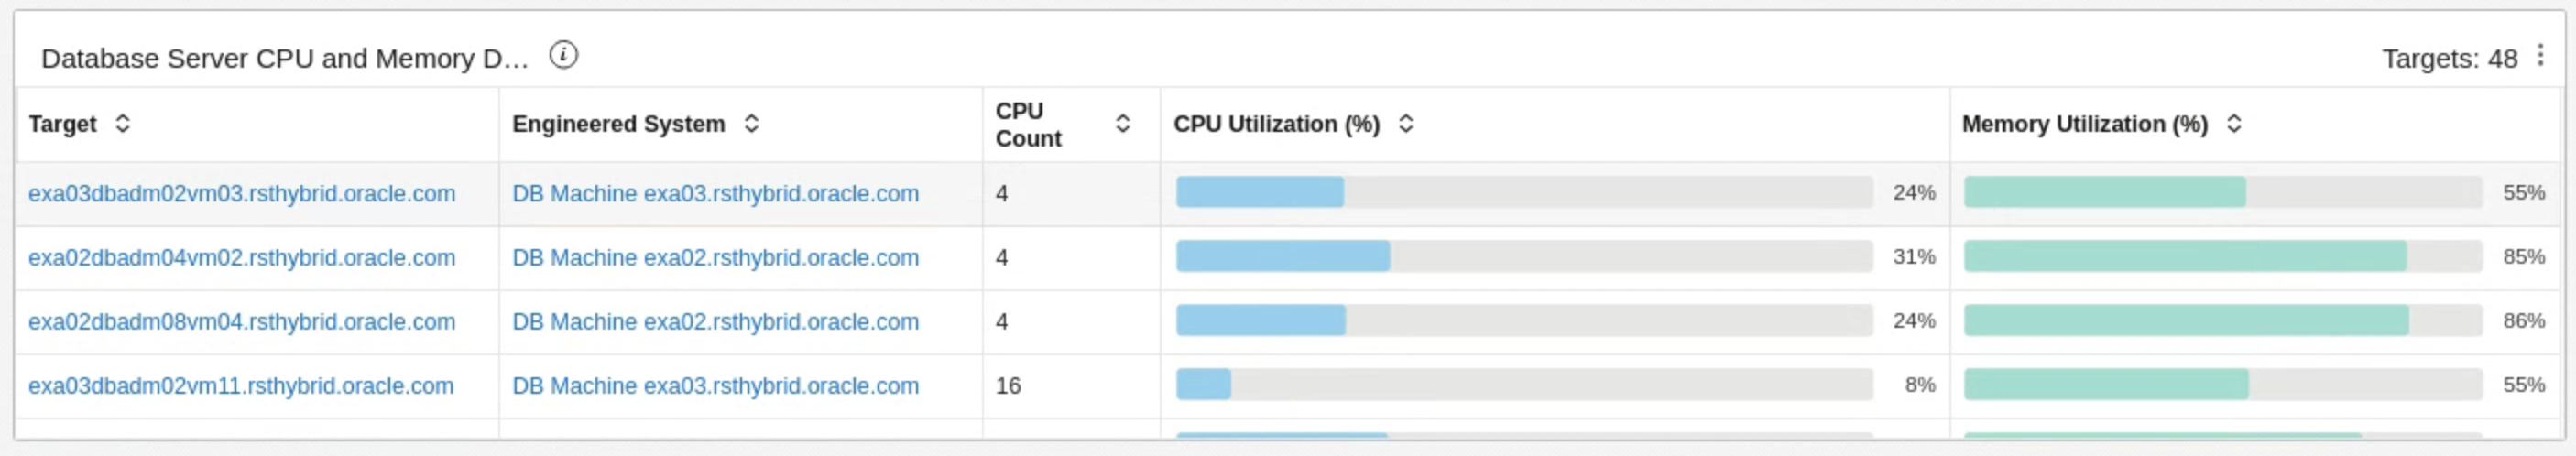 Database Server CPU and Memory D...
Targets: 48
Target Engineered System CPU Count CPU Utilization (%) Memory Utilization (%)
exa03dbadm02vm03.rsthybrid.oracle.com DB Machine exa03.rsthybrid.oracle.com 4 24% 55%
exa02dbadm04vm02.rsthybrid.oracle.com DB Machine exa02.rsthybrid.oracle.com 4 31% 85%
exa02dbadm08vm04.rsthybrid.oracle.com DB Machine exa02.rsthybrid.oracle.com 4 24% 86%
exa03dbadm02vm11.rsthybrid.oracle.com DB Machine exa03.rsthybrid.oracle.com 16 8% 55%